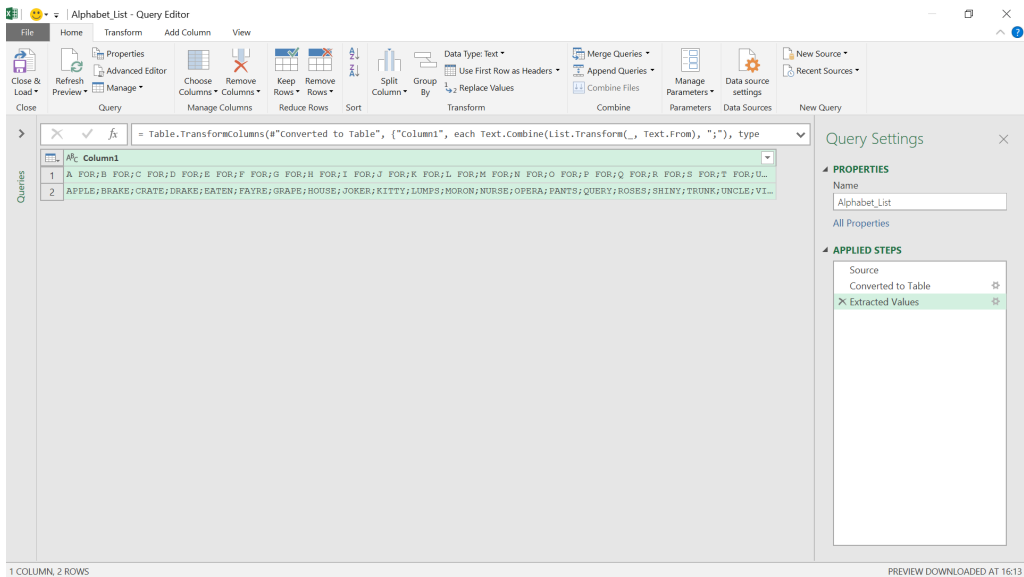 Alphabet_List - Query Editor
File Home Transform Add Column View
Close & Load
Refresh Preview
Properties
Advanced Editor
Manage
Choose Columns
Remove Columns
Keep Rows
Remove Rows
Split Column
Group By
Data Type: Text
Use First Row as Headers
Replace Values
Merge Queries
Append Queries
Combine Files
Manage Parameters
Data source settings
New Source
Recent Sources
Close Query Manage Columns Reduce Rows Sort Transform Combine Parameters Data Sources New Query
fx = Table.TransformColumns(#"Converted to Table", {"Column1", each Text.Combine(List.Transform(_, Text.From), ";"), type
Queries
ABC Column1
1 A FOR;B FOR;C FOR;D FOR;E FOR;F FOR;G FOR;H FOR;I FOR;J FOR;K FOR;L FOR;M FOR;N FOR;O FOR;P FOR;Q FOR;R FOR;S FOR;T FOR;U...
2 APPLE;BRAKE;CRATE;DRAKE;EATEN;FAYRE;GRAPE;HOUSE;JOKER;KITTY;LUMPS;MORON;NURSE;OPERA;PANTS;QUERY;ROSES;SHINY;TRUNK;UNCLE;VI...
Query Settings
PROPERTIES
Name
Alphabet_List
All Properties
APPLIED STEPS
Source
Converted to Table
Extracted Values
1 COLUMN, 2 ROWS
PREVIEW DOWNLOADED AT 16:13